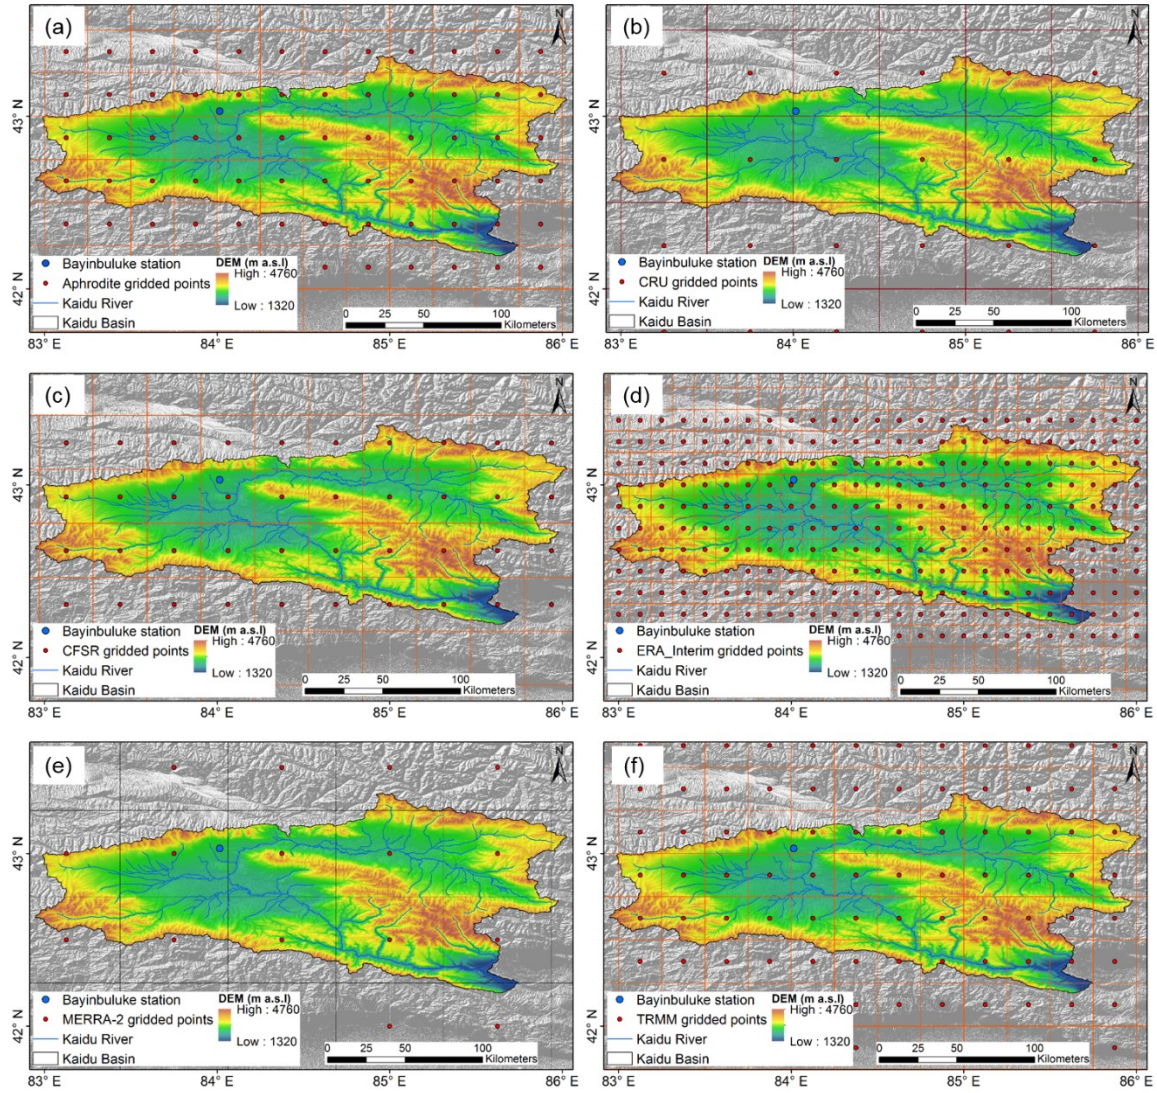 (a)
N
43° N
42° N
Bayinbuluke station
Aphrodite gridded points
Kaidu River
Kaidu Basin
DEM (m a.s.l)
High : 4760
Low : 1320
0 25 50 100
Kilometers
83° E 84° E 85° E 86° E
(b)
N
43° N
42° N
Bayinbuluke station
CRU gridded points
Kaidu River
Kaidu Basin
DEM (m a.s.l)
High : 4760
Low : 1320
0 25 50 100
Kilometers
83° E 84° E 85° E 86° E
(c)
N
43° N
42° N
Bayinbuluke station
CFSR gridded points
Kaidu River
Kaidu Basin
DEM (m a.s.l)
High : 4760
Low : 1320
0 25 50 100
Kilometers
83° E 84° E 85° E 86° E
(d)
N
43° N
42° N
Bayinbuluke station
ERA_Interim gridded points
Kaidu River
Kaidu Basin
DEM (m a.s.l)
High : 4760
Low : 1320
0 25 50 100
Kilometers
83° E 84° E 85° E 86° E
(e)
N
43° N
42° N
Bayinbuluke station
MERRA-2 gridded points
Kaidu River
Kaidu Basin
DEM (m a.s.l)
High : 4760
Low : 1320
0 25 50 100
Kilometers
83° E 84° E 85° E 86° E
(f)
N
43° N
42° N
Bayinbuluke station
TRMM gridded points
Kaidu River
Kaidu Basin
DEM (m a.s.l)
High : 4760
Low : 1320
0 25 50 100
Kilometers
83° E 84° E 85° E 86° E